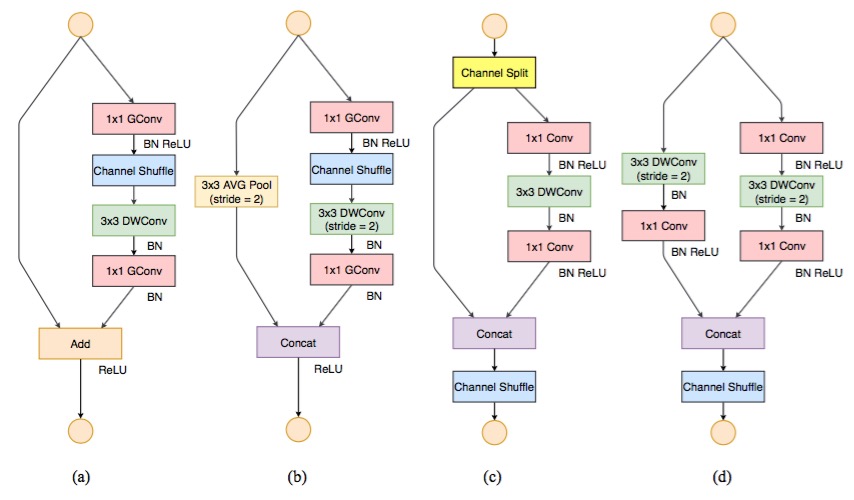 1x1 GConv
BN ReLU
Channel Shuffle
3x3 DWConv
BN
1x1 GConv
BN
Add
ReLU
(a)
1x1 GConv
BN ReLU
Channel Shuffle
3x3 AVG Pool
(stride = 2)
3x3 DWConv
(stride = 2)
BN
1x1 GConv
BN
Concat
ReLU
(b)
Channel Split
1x1 Conv
BN ReLU
3x3 DWConv
BN
1x1 Conv
BN ReLU
Concat
Channel Shuffle
(c)
3x3 DWConv
(stride = 2)
BN
1x1 Conv
BN ReLU
1x1 Conv
BN ReLU
3x3 DWConv
(stride = 2)
BN
1x1 Conv
BN ReLU
Concat
Channel Shuffle
(d)